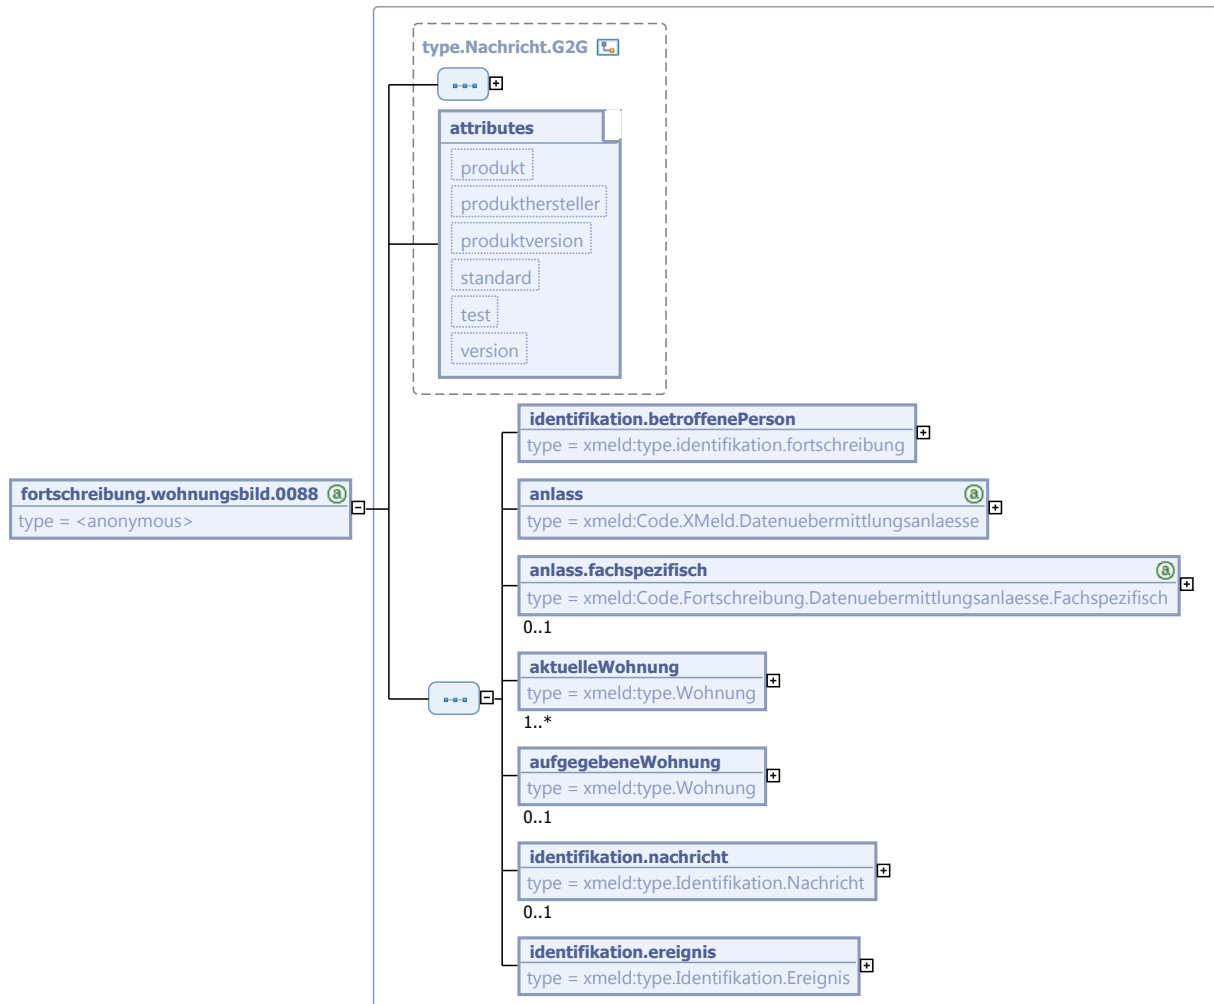 type.Nachricht.G2G
attributes
produkt
produkthersteller
produktversion
standard
test
version
fortschreibung.wohnungsbild.0088 a
type = <anonymous>
identifikation.betroffenePerson
type = xmeld:type.identifikation.fortschreibung
anlass a
type = xmeld:Code.XMeld.Datenuebermittlungsanlaesse
anlass.fachspezifisch a
type = xmeld:Code.Fortschreibung.Datenuebermittlungsanlaesse.Fachspezifisch
0..1
aktuelleWohnung
type = xmeld:type.Wohnung
1..*
aufgegebeneWohnung
type = xmeld:type.Wohnung
0..1
identifikation.nachricht
type = xmeld:type.Identifikation.Nachricht
0..1
identifikation.ereignis
type = xmeld:type.Identifikation.Ereignis